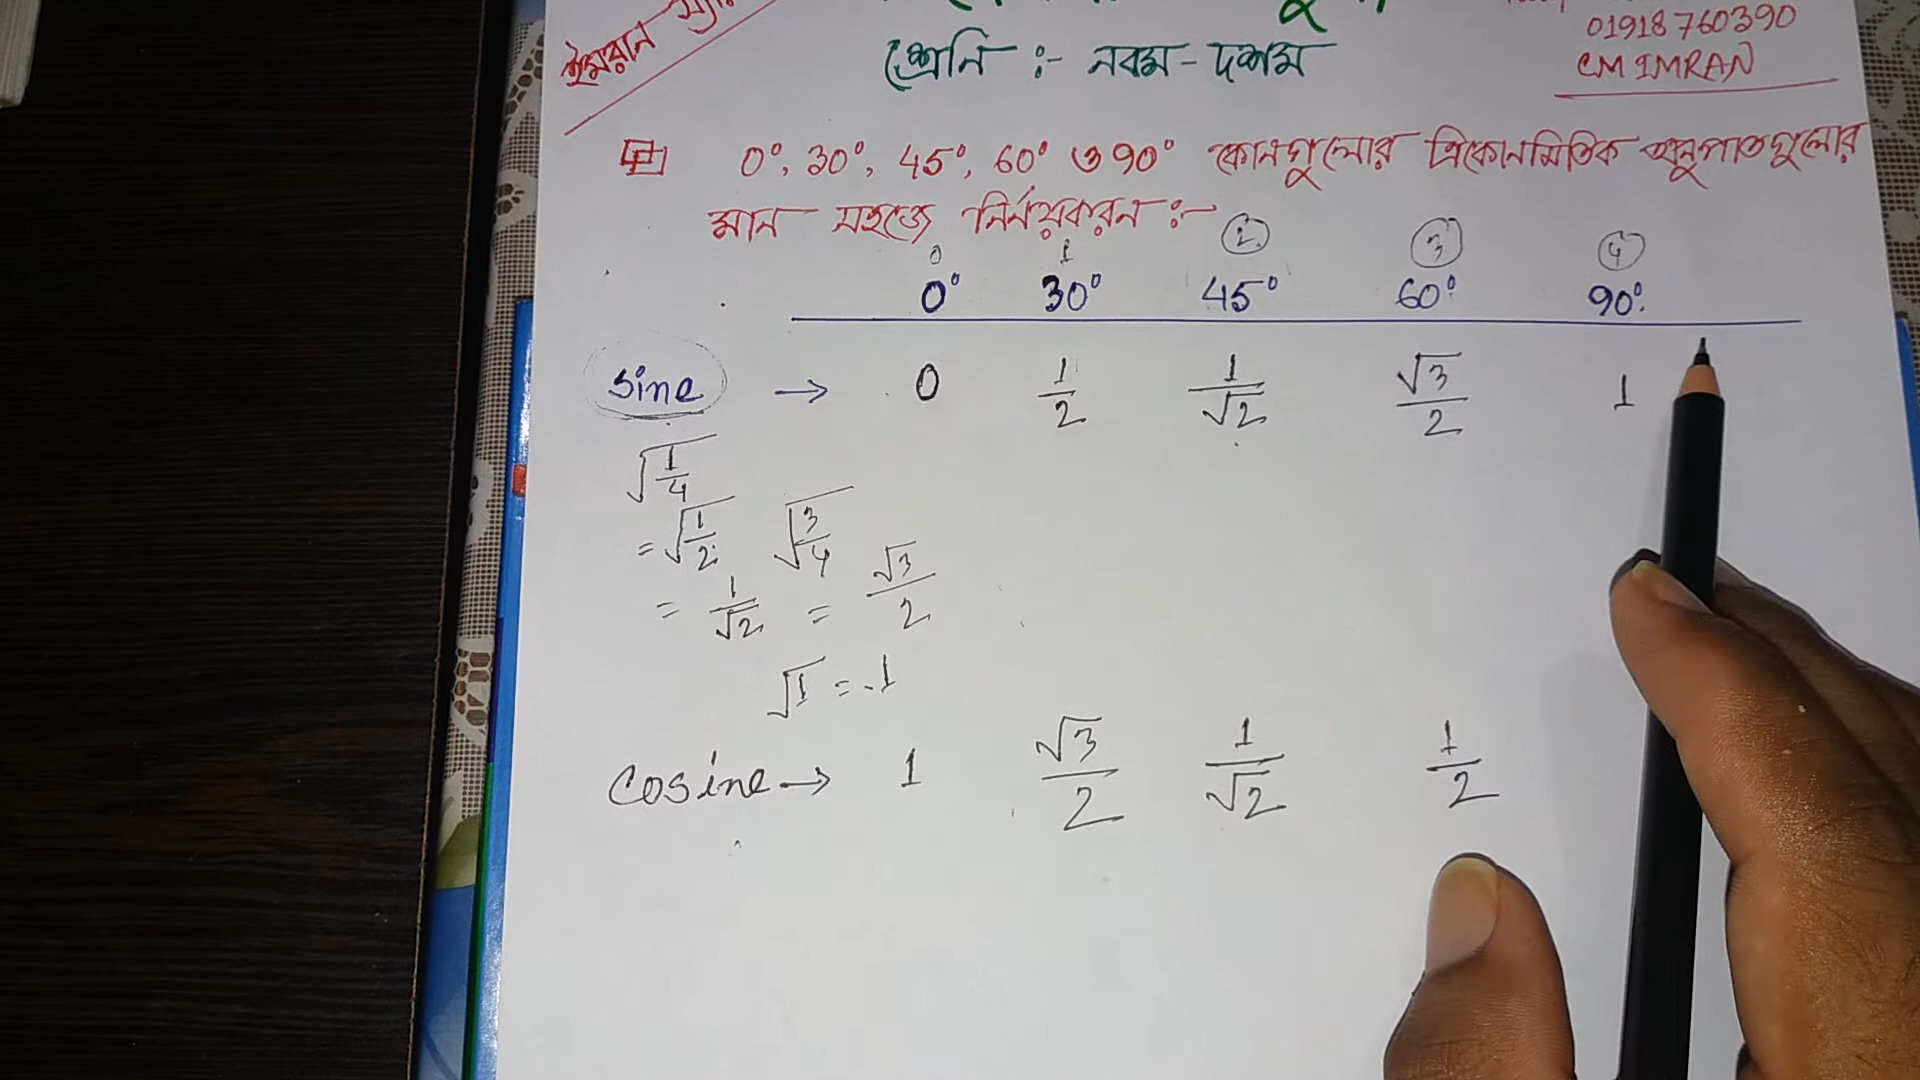 ইমরান স্যার
01918760390
CM IMRAN
শ্রেনি :- নবম - দশম
0°, 30°, 45°, 60° ও 90° কোনগুলোর ত্রিকোনমিতিক অনুপাতগুলোর
মান সহজে নির্নয়করন :-
0 1 2 3 4
0° 30° 45° 60° 90°
sine → 0 1/2 1/√2 √3/2 1
√1/4
= √1/2 √3/4
= 1/√2 = √3/2
√1 = 1
cosine → 1 √3/2 1/√2 1/2